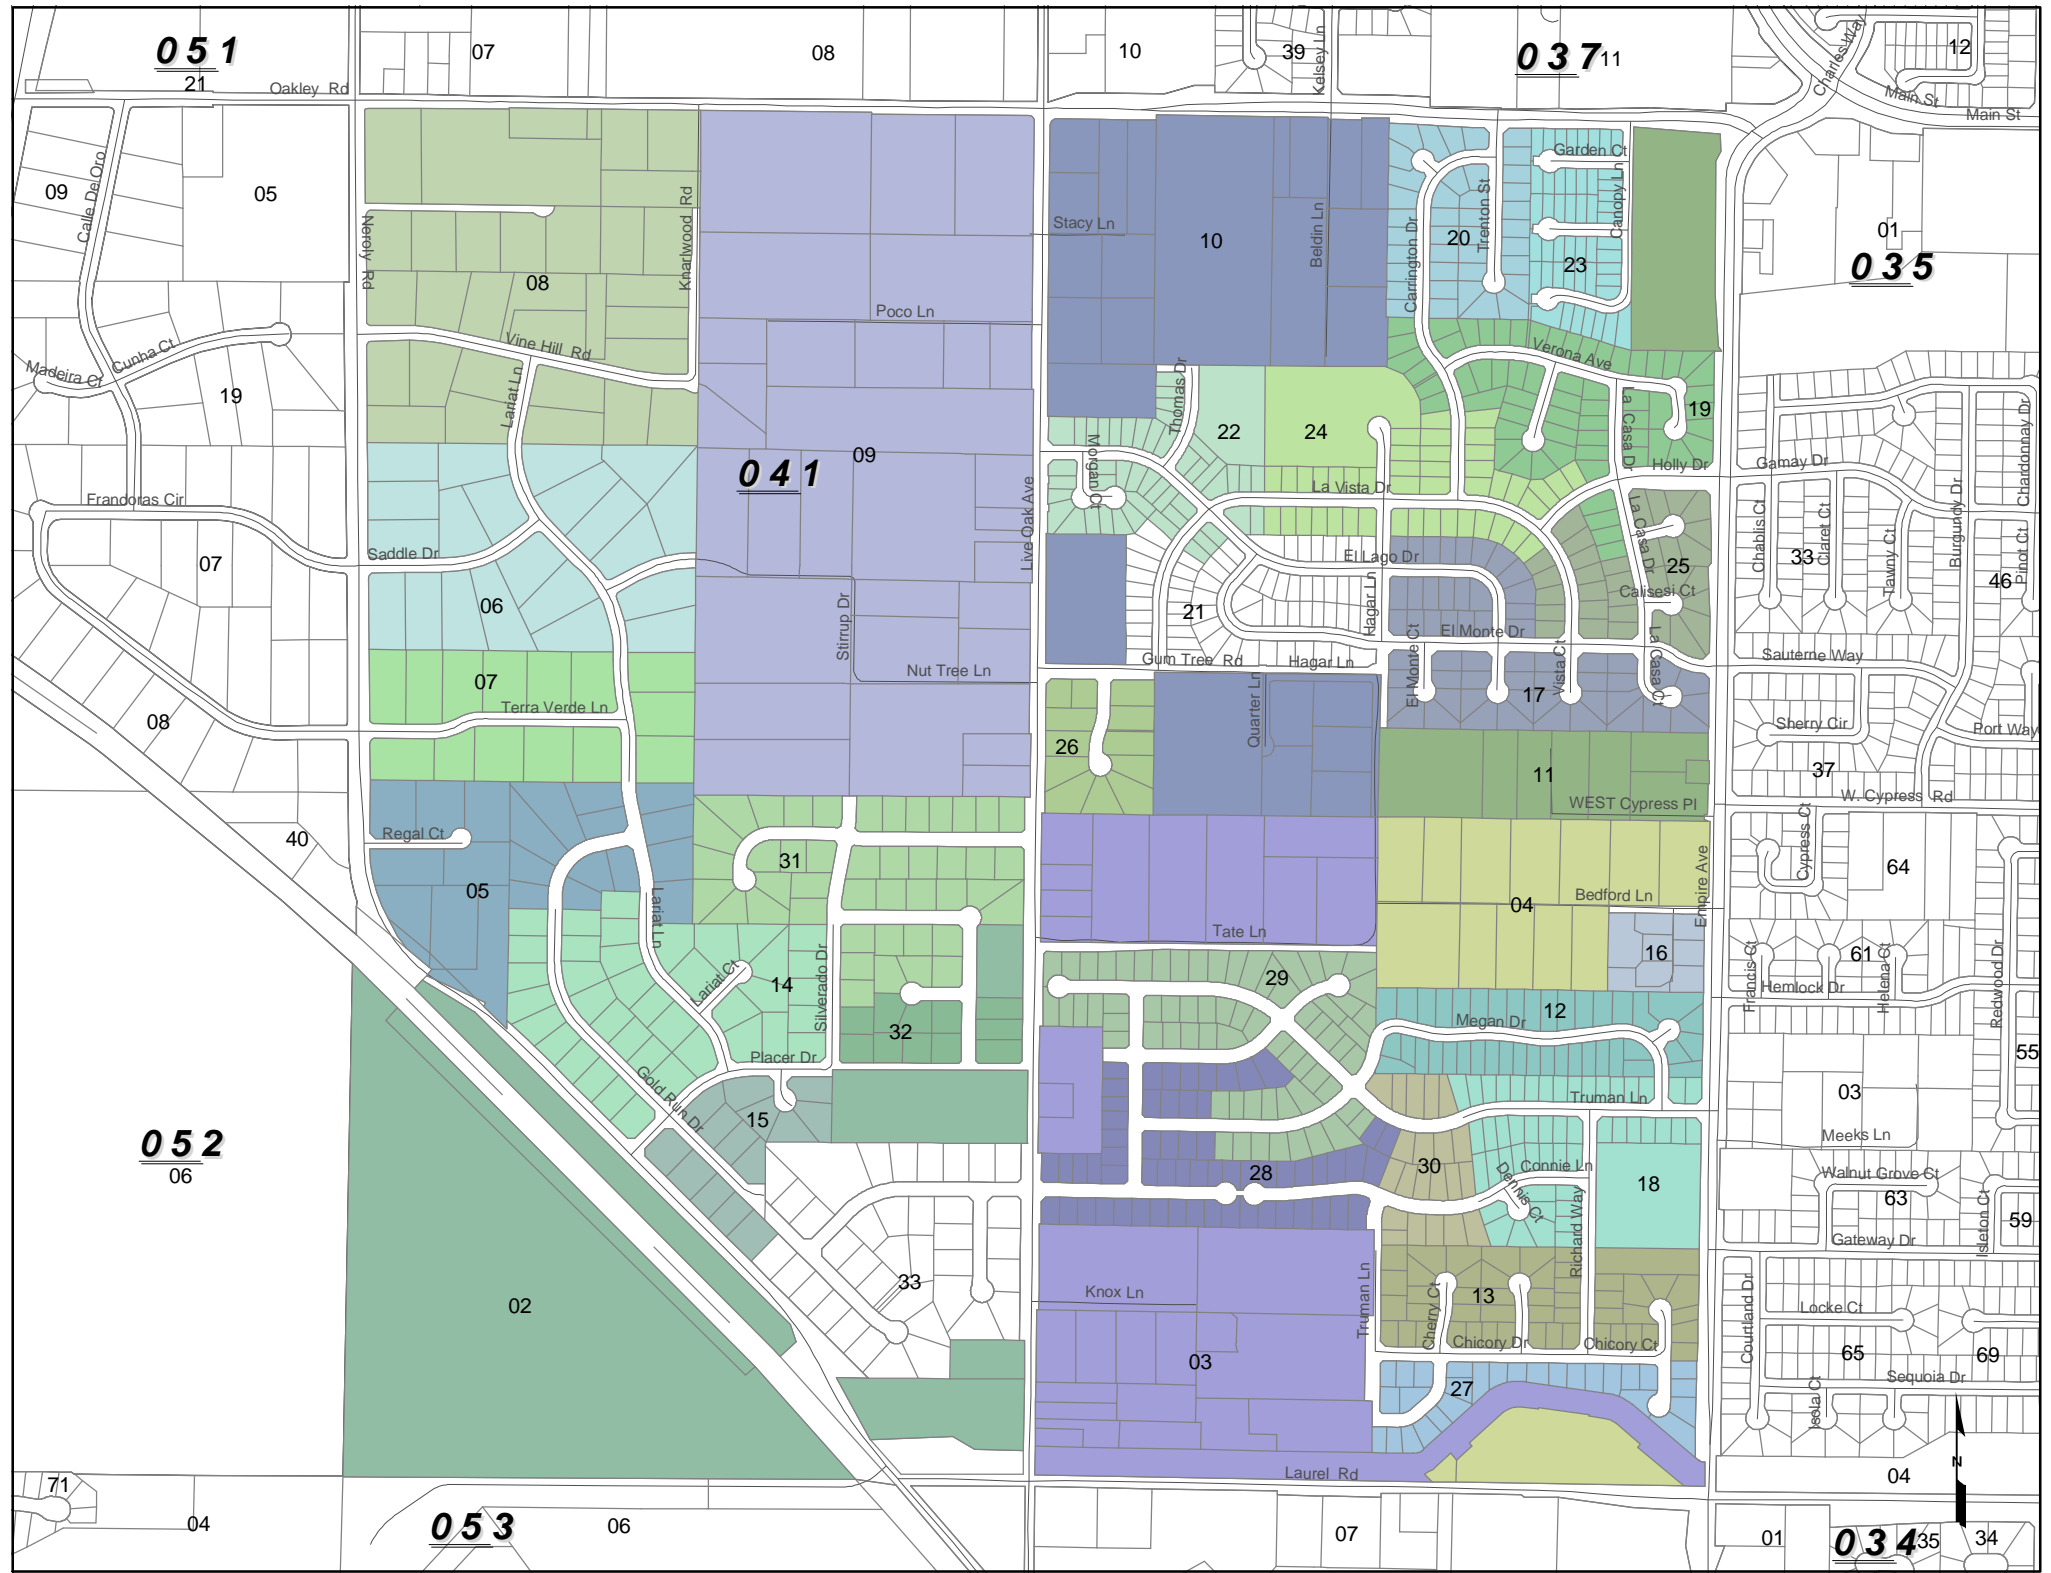 051
21
Oakley Rd
07
08
10
39
Kelsey Ln
037
11
Charles Way
12
Main St
Main St
09
Calle De Oro
05
Neroly Rd
Knarlwood Rd
08
Stacy Ln
10
Beldin Ln
Carrington Dr
20
Trenton St
Garden Ct
Canopy Ln
23
01
035
Poco Ln
Vine Hill Rd
Verona Ave
Madeira Ct
Cunha Ct
19
Lariat Ln
Thomas Dr
22
24
La Casa Dr
19
Chardonnay Dr
041
09
Morgan Ct
La Vista Dr
Holly Dr
Gamay Dr
Frandoras Cir
Live Oak Ave
La Casa Dr
Chablis Ct
33
Claret Ct
Tawny Ct
Burgundy Dr
Pinot Ct
46
Saddle Dr
07
06
El Lago Dr
25
Calisesi Ct
21
Hagar Ln
El Monte Dr
Stirrup Dr
Nut Tree Ln
Gum Tree Rd
Hagar Ln
El Monte Ct
Vista Ct
La Casa Ct
Sauterne Way
07
Terra Verde Ln
08
17
26
Quarter Ln
Sherry Cir
Port Way
11
37
WEST Cypress Pl
W. Cypress Rd
Regal Ct
40
31
Cypress Ct
64
05
Lariat Ln
04
Bedford Ln
Empire Ave
Tate Ln
16
Francis Ct
61
Helena Ct
Redwood Dr
Lariat Ct
14
Silverado Dr
29
Hemlock Dr
32
Megan Dr
12
Placer Dr
55
Gold Run Dr
15
Truman Ln
03
Meeks Ln
052
06
28
30
Connie Ln
Dennis Ct
Richard Way
18
Walnut Grove Ct
63
Isleton Ct
59
Gateway Dr
02
33
Knox Ln
Truman Ln
Cherry Ct
13
Chicory Dr
Chicory Ct
Courtland Dr
Locke Ct
03
27
65
69
Sequoia Dr
Isola Ct
Laurel Rd
N
04
71
04
053
06
07
01
034
35
34